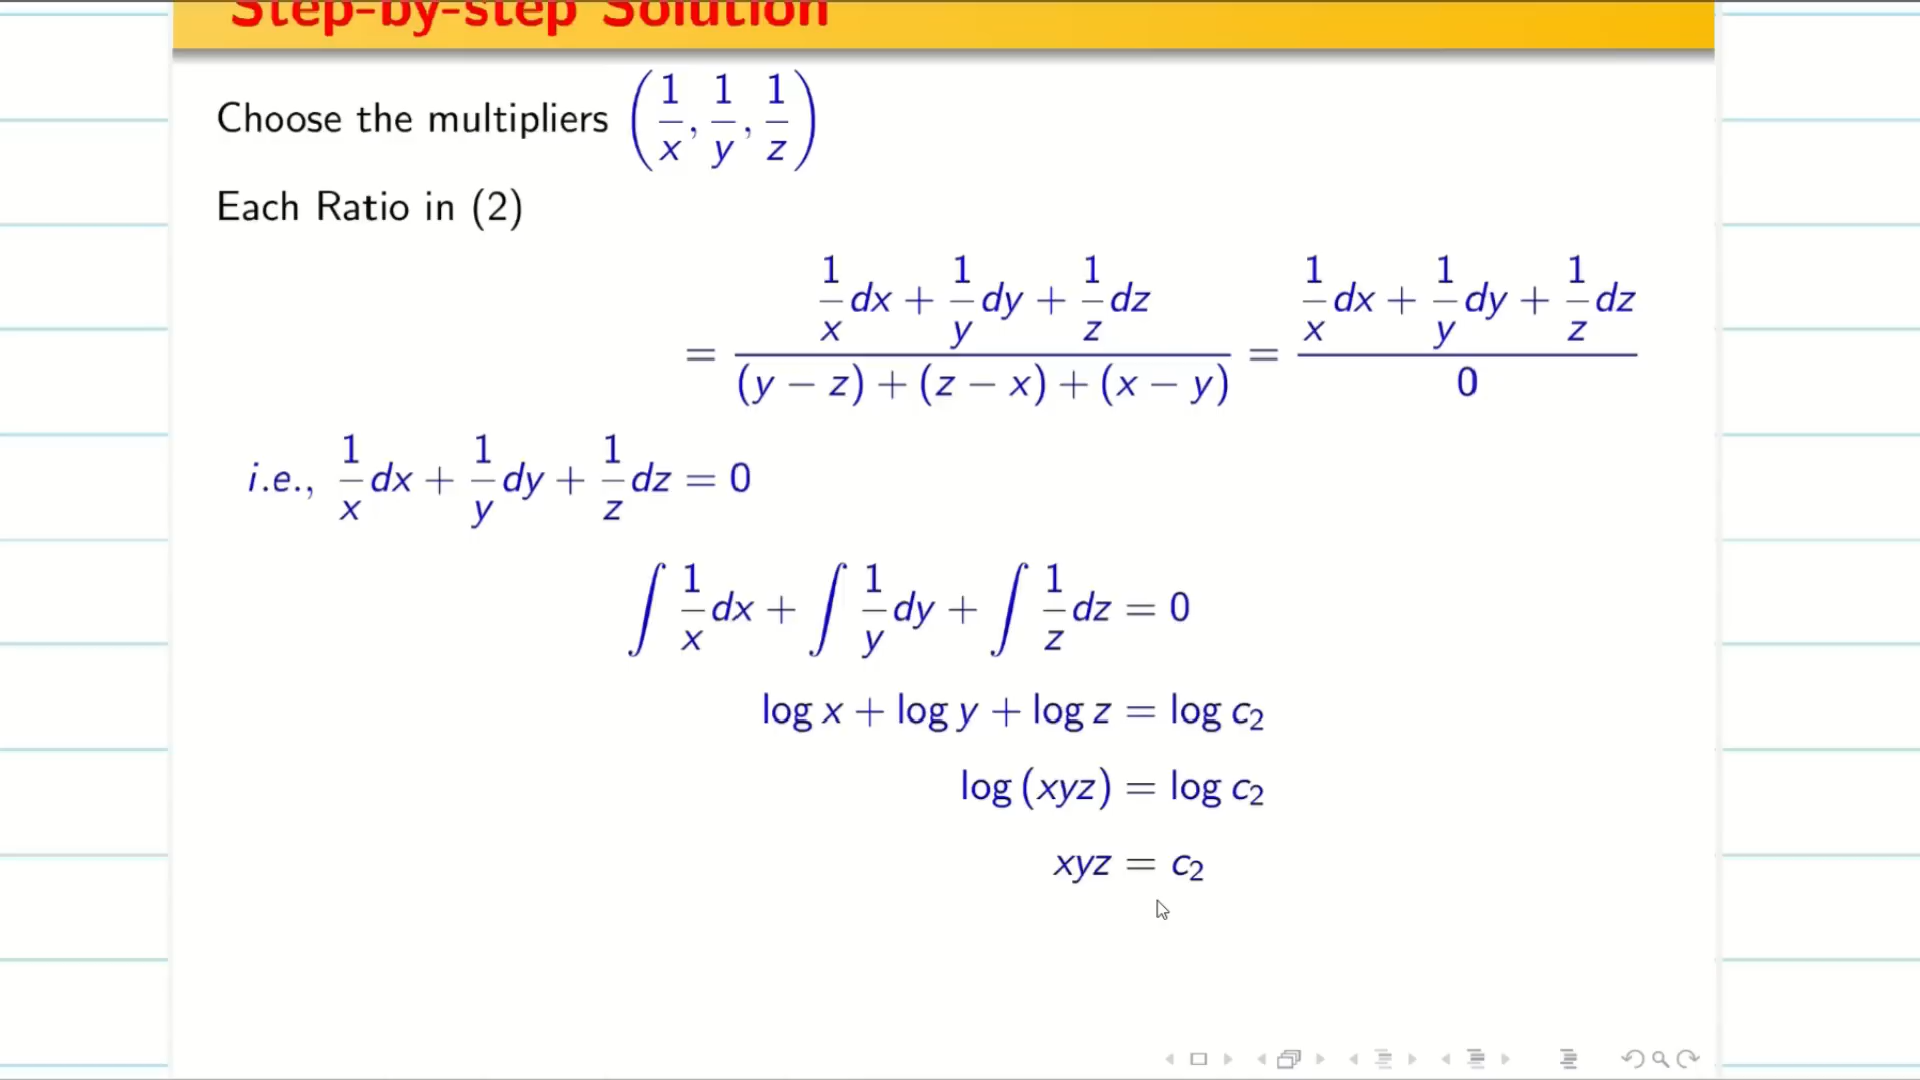 Step-by-step Solution
Choose the multipliers (1/x, 1/y, 1/z)
Each Ratio in (2)
= (1/x dx + 1/y dy + 1/z dz) / ((y − z) + (z − x) + (x − y)) = (1/x dx + 1/y dy + 1/z dz) / 0
i.e., 1/x dx + 1/y dy + 1/z dz = 0
∫ 1/x dx + ∫ 1/y dy + ∫ 1/z dz = 0
log x + log y + log z = log c₂
log (xyz) = log c₂
xyz = c₂